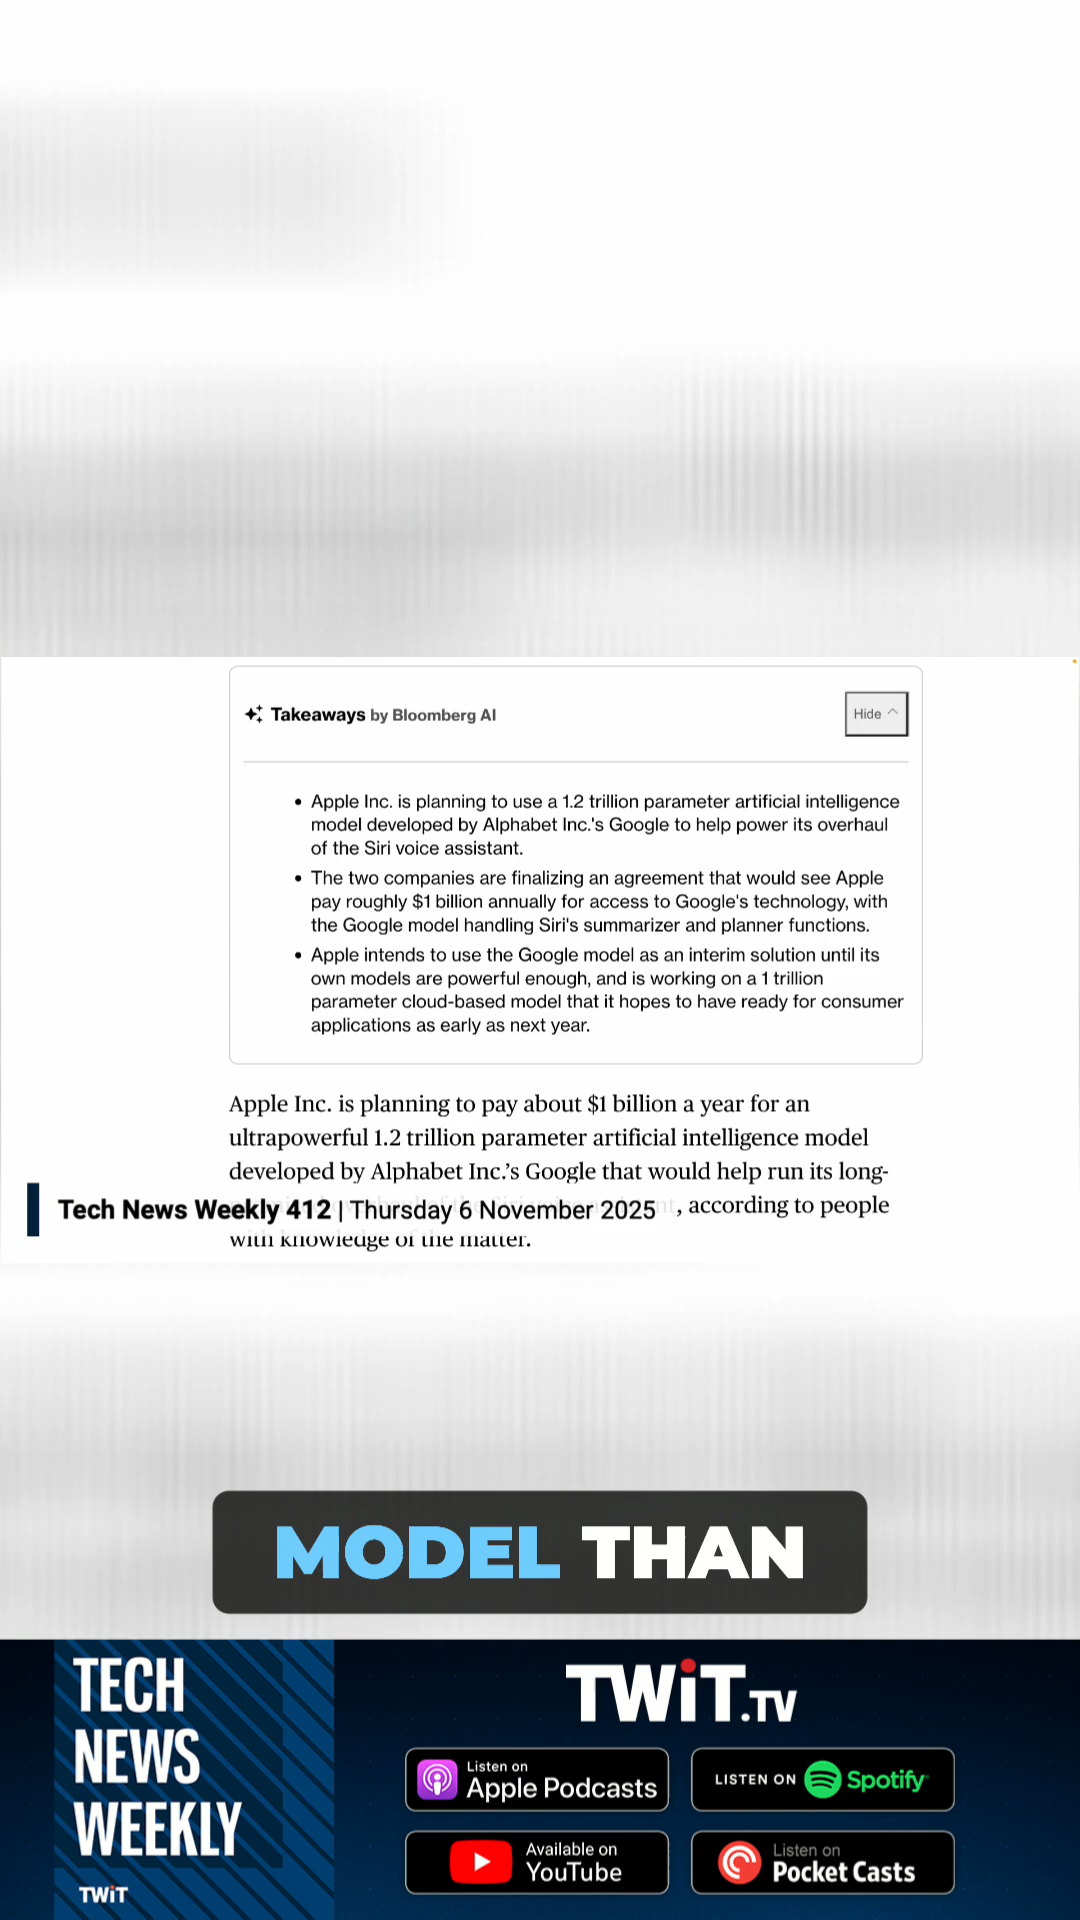 Takeaways by Bloomberg AI
Hide
• Apple Inc. is planning to use a 1.2 trillion parameter artificial intelligence
model developed by Alphabet Inc.'s Google to help power its overhaul
of the Siri voice assistant.
• The two companies are finalizing an agreement that would see Apple
pay roughly $1 billion annually for access to Google's technology, with
the Google model handling Siri's summarizer and planner functions.
• Apple intends to use the Google model as an interim solution until its
own models are powerful enough, and is working on a 1 trillion
parameter cloud-based model that it hopes to have ready for consumer
applications as early as next year.
Apple Inc. is planning to pay about $1 billion a year for an
ultrapowerful 1.2 trillion parameter artificial intelligence model
developed by Alphabet Inc.’s Google that would help run its long-
, according to people
with knowledge of the matter.
Tech News Weekly 412 | Thursday 6 November 2025
MODEL THAN
TECH
NEWS
WEEKLY
TWiT
TWiT.TV
Listen on
Apple Podcasts
LISTEN ON Spotify
Available on
YouTube
Listen on
Pocket Casts